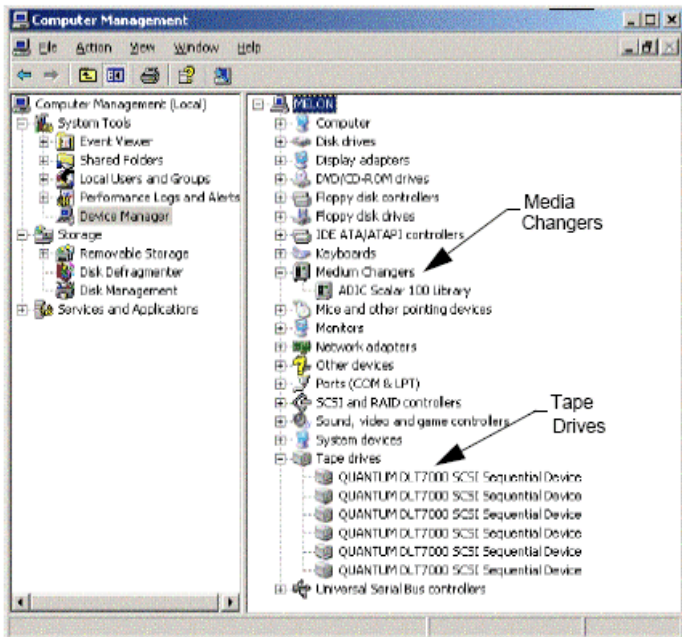 Computer Management
File Action View Window Help
Computer Management (Local)
System Tools
Event Viewer
Shared Folders
Local Users and Groups
Performance Logs and Alerts
Device Manager
Storage
Removable Storage
Disk Defragmenter
Disk Management
Services and Applications
MELON
Computer
Disk drives
Display adapters
DVD/CD-ROM drives
Floppy disk controllers
Floppy disk drives
IDE ATA/ATAPI controllers
Keyboards
Medium Changers
ADIC Scalar 100 Library
Mice and other pointing devices
Monitors
Network adapters
Other devices
Ports (COM & LPT)
SCSI and RAID controllers
Sound, video and game controllers
System devices
Tape drives
QUANTUM DLT7000 SCSI Sequential Device
QUANTUM DLT7000 SCSI Sequential Device
QUANTUM DLT7000 SCSI Sequential Device
QUANTUM DLT7000 SCSI Sequential Device
QUANTUM DLT7000 SCSI Sequential Device
QUANTUM DLT7000 SCSI Sequential Device
Universal Serial Bus controllers
Media
Changers
Tape
Drives